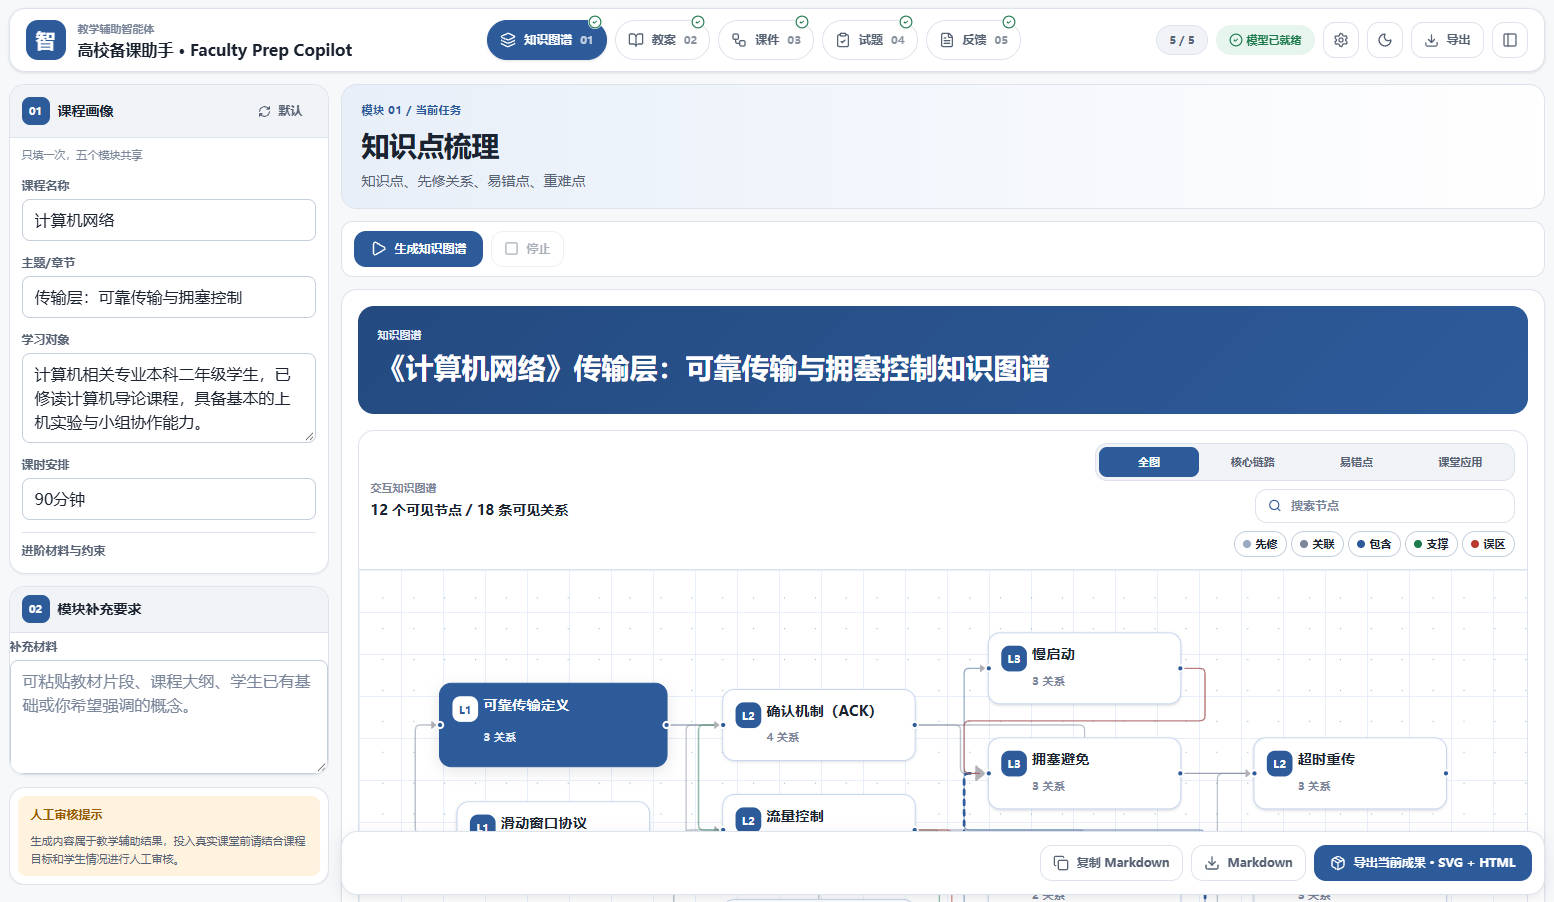 智
教学辅助智能体
高校备课助手 • Faculty Prep Copilot
知识图谱 01
教案 02
课件 03
试题 04
反馈 05
5 / 5
模型已就绪
导出
01 课程画像
默认
只填一次，五个模块共享
课程名称
计算机网络
主题/章节
传输层：可靠传输与拥塞控制
学习对象
计算机相关专业本科二年级学生，已
修读计算机导论课程，具备基本的上
机实验与小组协作能力。
课时安排
90分钟
进阶材料与约束
02 模块补充要求
补充材料
可粘贴教材片段、课程大纲、学生已有基
础或你希望强调的概念。
人工审核提示
生成内容属于教学辅助结果，投入真实课堂前请结合课程
目标和学生情况进行人工审核。
模块 01 / 当前任务
知识点梳理
知识点、先修关系、易错点、重难点
生成知识图谱
停止
知识图谱
《计算机网络》传输层：可靠传输与拥塞控制知识图谱
全图
核心链路
易错点
课堂应用
交互知识图谱
12 个可见节点 / 18 条可见关系
搜索节点
先修
关联
包含
支撑
误区
L3 慢启动
3 关系
L1 可靠传输定义
3 关系
L2 确认机制（ACK）
4 关系
L3 拥塞避免
3 关系
L2 超时重传
3 关系
L1 滑动窗口协议
L2 流量控制
复制 Markdown
Markdown
导出当前成果 • SVG + HTML